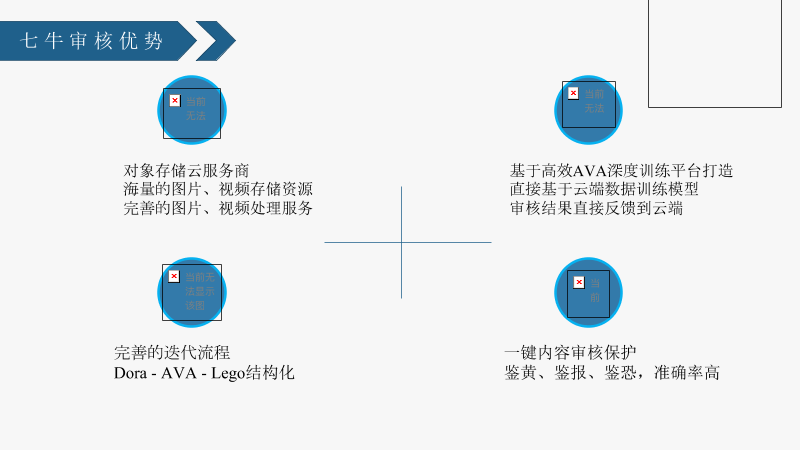 七牛审核优势
当前
无法
当前
无法
对象存储云服务商
海量的图片、视频存储资源
完善的图片、视频处理服务
基于高效AVA深度训练平台打造
直接基于云端数据训练模型
审核结果直接反馈到云端
当前无
法显示
该图
当
前
完善的迭代流程
Dora - AVA - Lego结构化
一键内容审核保护
鉴黄、鉴报、鉴恐，准确率高